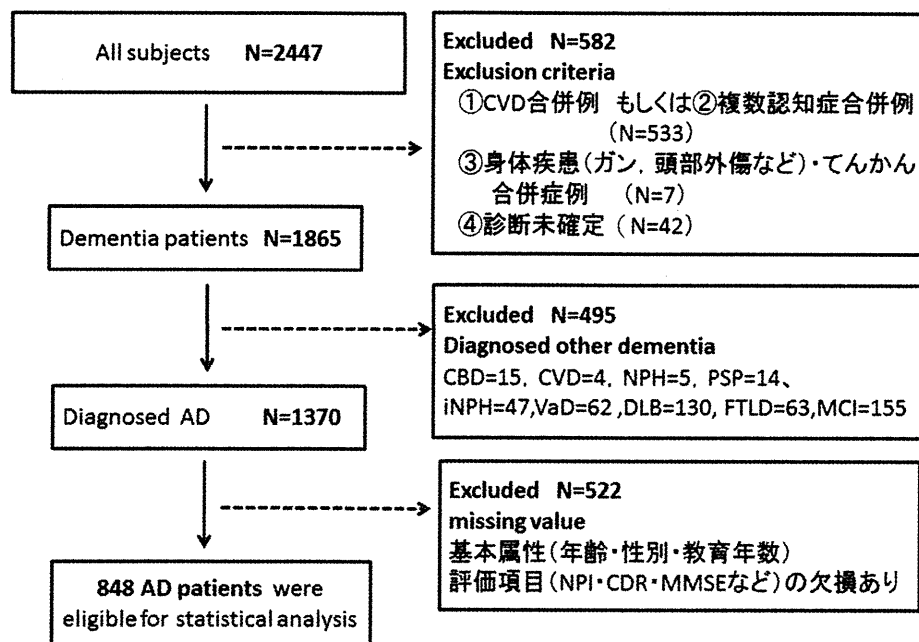 All subjects N=2447
Excluded N=582
Exclusion criteria
①CVD合併例 もしくは②複数認知症合併例
(N=533)
③身体疾患(ガン, 頭部外傷など)・てんかん
合併症例 (N=7)
④診断未確定 (N=42)
Dementia patients N=1865
Excluded N=495
Diagnosed other dementia
CBD=15, CVD=4, NPH=5, PSP=14、
iNPH=47,VaD=62 ,DLB=130, FTLD=63,MCI=155
Diagnosed AD N=1370
Excluded N=522
missing value
基本属性(年齢・性別・教育年数)
評価項目(NPI・CDR・MMSEなど)の欠損あり
848 AD patients were
eligible for statistical analysis